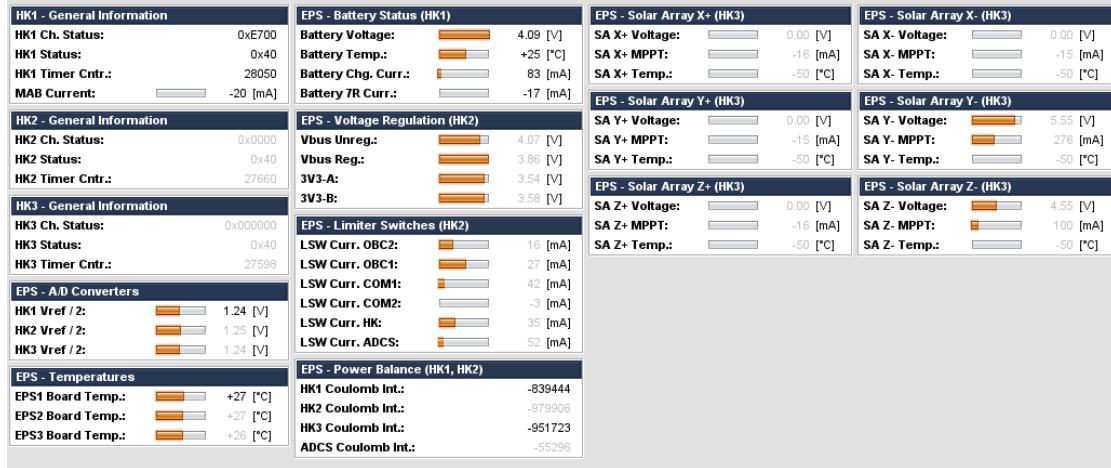 HK1 - General Information
HK1 Ch. Status: 0xE700
HK1 Status: 0x40
HK1 Timer Cntr.: 28050
MAB Current: -20 [mA]
HK2 - General Information
HK2 Ch. Status: 0x0000
HK2 Status: 0x40
HK2 Timer Cntr.: 27660
HK3 - General Information
HK3 Ch. Status: 0x000000
HK3 Status: 0x40
HK3 Timer Cntr.: 27598
EPS - A/D Converters
HK1 Vref / 2: 1.24 [V]
HK2 Vref / 2: 1.25 [V]
HK3 Vref / 2: 1.24 [V]
EPS - Temperatures
EPS1 Board Temp.: +27 [°C]
EPS2 Board Temp.: +27 [°C]
EPS3 Board Temp.: +26 [°C]
EPS - Battery Status (HK1)
Battery Voltage: 4.09 [V]
Battery Temp.: +25 [°C]
Battery Chg. Curr.: 83 [mA]
Battery 7R Curr.: -17 [mA]
EPS - Voltage Regulation (HK2)
Vbus Unreg.: 4.07 [V]
Vbus Reg.: 3.86 [V]
3V3-A: 3.54 [V]
3V3-B: 3.58 [V]
EPS - Limiter Switches (HK2)
LSW Curr. OBC2: 16 [mA]
LSW Curr. OBC1: 27 [mA]
LSW Curr. COM1: 42 [mA]
LSW Curr. COM2: -3 [mA]
LSW Curr. HK: 35 [mA]
LSW Curr. ADCS: 52 [mA]
EPS - Power Balance (HK1, HK2)
HK1 Coulomb Int.: -839444
HK2 Coulomb Int.: -979906
HK3 Coulomb Int.: -951723
ADCS Coulomb Int.: -55296
EPS - Solar Array X+ (HK3)
SA X+ Voltage: 0.00 [V]
SA X+ MPPT: -16 [mA]
SA X+ Temp.: -50 [°C]
EPS - Solar Array Y+ (HK3)
SA Y+ Voltage: 0.00 [V]
SA Y+ MPPT: -15 [mA]
SA Y+ Temp.: -50 [°C]
EPS - Solar Array Z+ (HK3)
SA Z+ Voltage: 0.00 [V]
SA Z+ MPPT: -16 [mA]
SA Z+ Temp.: -50 [°C]
EPS - Solar Array X- (HK3)
SA X- Voltage: 0.00 [V]
SA X- MPPT: -15 [mA]
SA X- Temp.: -50 [°C]
EPS - Solar Array Y- (HK3)
SA Y- Voltage: 5.55 [V]
SA Y- MPPT: 276 [mA]
SA Y- Temp.: -50 [°C]
EPS - Solar Array Z- (HK3)
SA Z- Voltage: 4.55 [V]
SA Z- MPPT: 100 [mA]
SA Z- Temp.: -50 [°C]